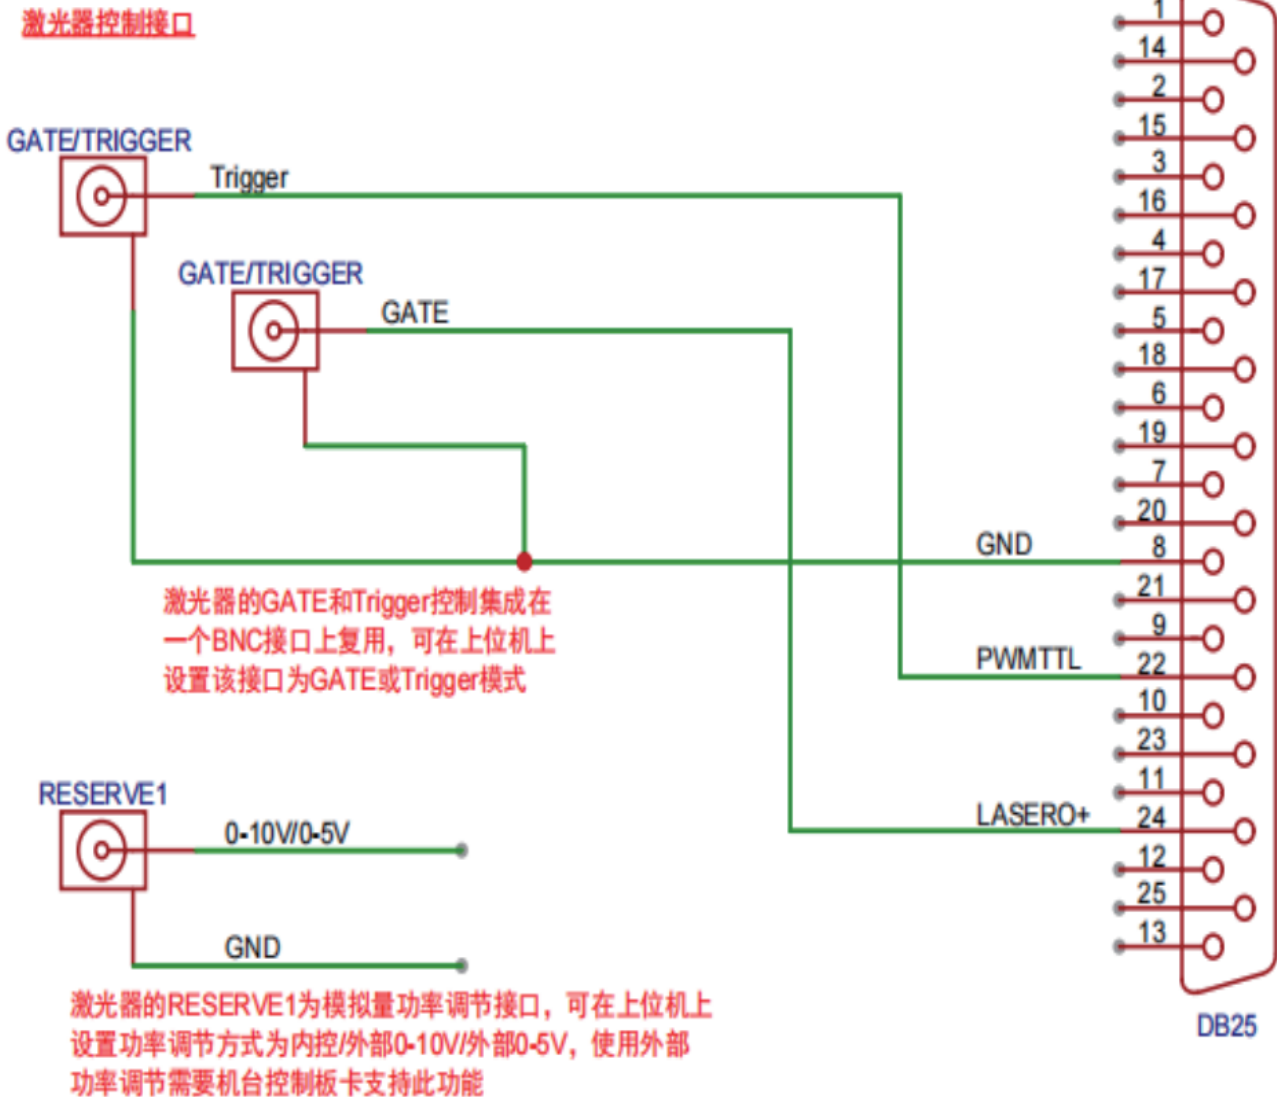 激光器控制接口
GATE/TRIGGER
Trigger
GATE/TRIGGER
GATE
GND
激光器的GATE和Trigger控制集成在
一个BNC接口上复用，可在上位机上
设置该接口为GATE或Trigger模式
PWMTTL
LASERO+
RESERVE1
0-10V/0-5V
GND
激光器的RESERVE1为模拟量功率调节接口，可在上位机上
设置功率调节方式为内控/外部0-10V/外部0-5V，使用外部
功率调节需要机台控制板卡支持此功能
1
14
2
15
3
16
4
17
5
18
6
19
7
20
8
21
9
22
10
23
11
24
12
25
13
DB25